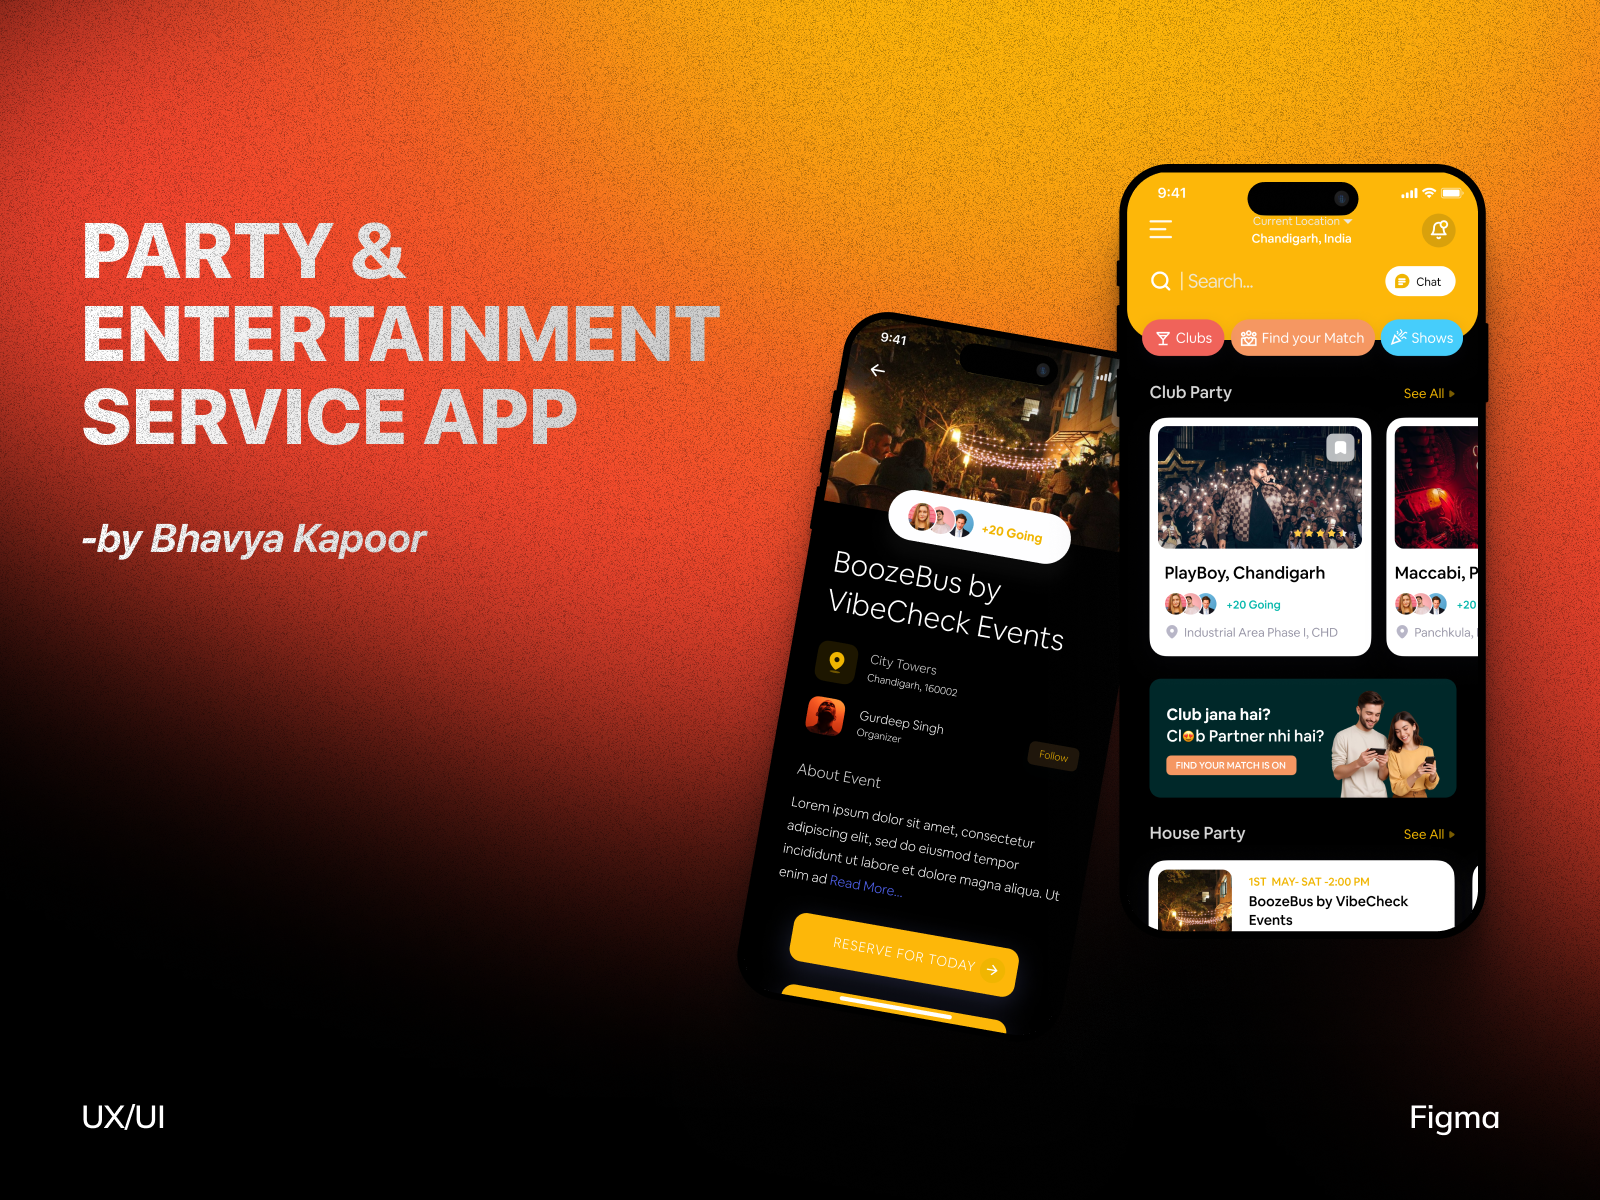 PARTY &
ENTERTAINMENT
SERVICE APP
-by Bhavya Kapoor
9:41
+20 Going
BoozeBus by
VibeCheck Events
City Towers
Chandigarh, 160002
Gurdeep Singh
Organizer
Follow
About Event
Lorem ipsum dolor sit amet, consectetur
adipiscing elit, sed do eiusmod tempor
incididunt ut labore et dolore magna aliqua. Ut
enim ad Read More...
RESERVE FOR TODAY
9:41
Current Location
Chandigarh, India
Search...
Chat
Clubs
Find your Match
Shows
Club Party
See All
PlayBoy, Chandigarh
+20 Going
Industrial Area Phase I, CHD
Maccabi, P
+20
Panchkula,
Club jana hai?
Cl😍b Partner nhi hai?
FIND YOUR MATCH IS ON
House Party
See All
1ST MAY- SAT -2:00 PM
BoozeBus by VibeCheck
Events
UX/UI
Figma